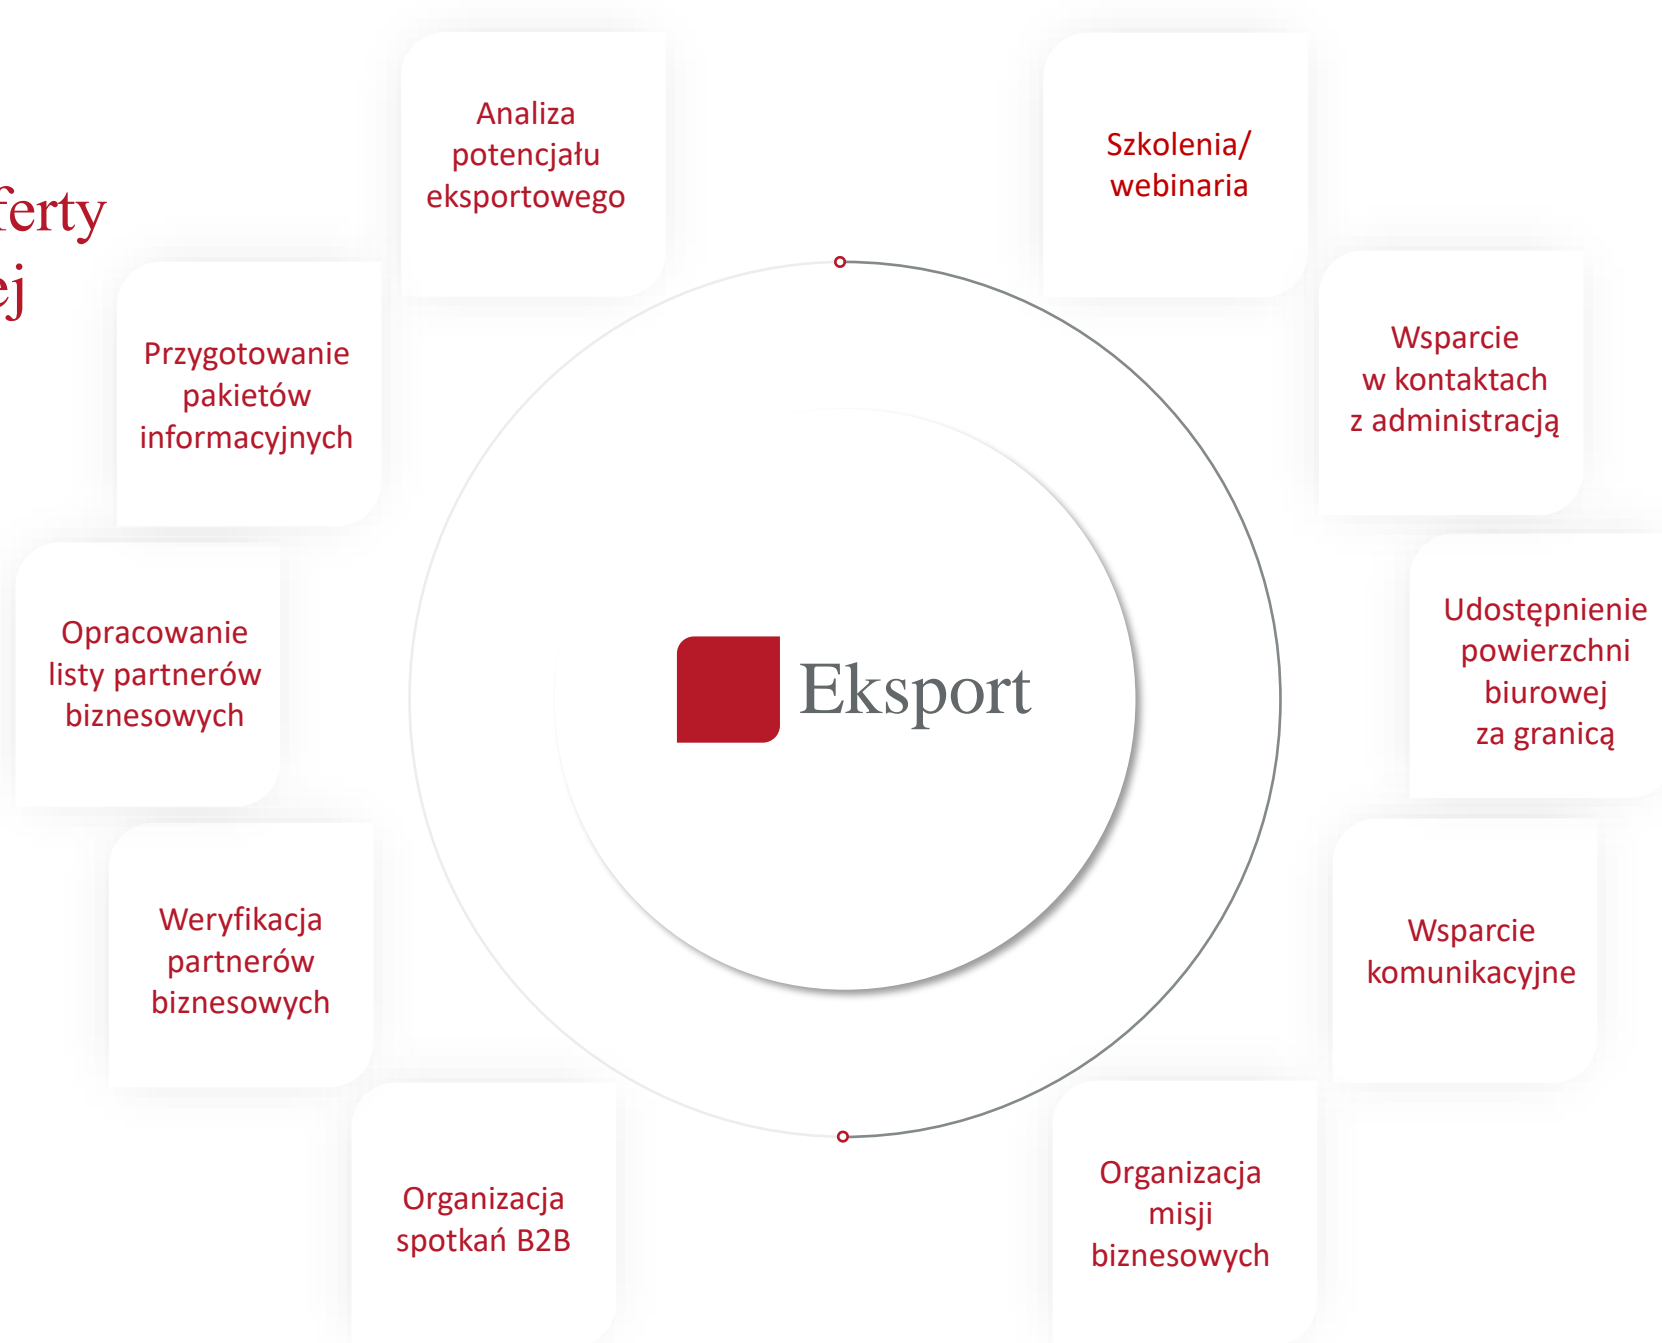 Analiza
potencjału
eksportowego
Szkolenia/
webinaria
Przygotowanie
pakietów
informacyjnych
Wsparcie
w kontaktach
z administracją
Opracowanie
listy partnerów
biznesowych
Eksport
Udostępnienie
powierzchni
biurowej
za granicą
Weryfikacja
partnerów
biznesowych
Wsparcie
komunikacyjne
Organizacja
spotkań B2B
Organizacja
misji
biznesowych